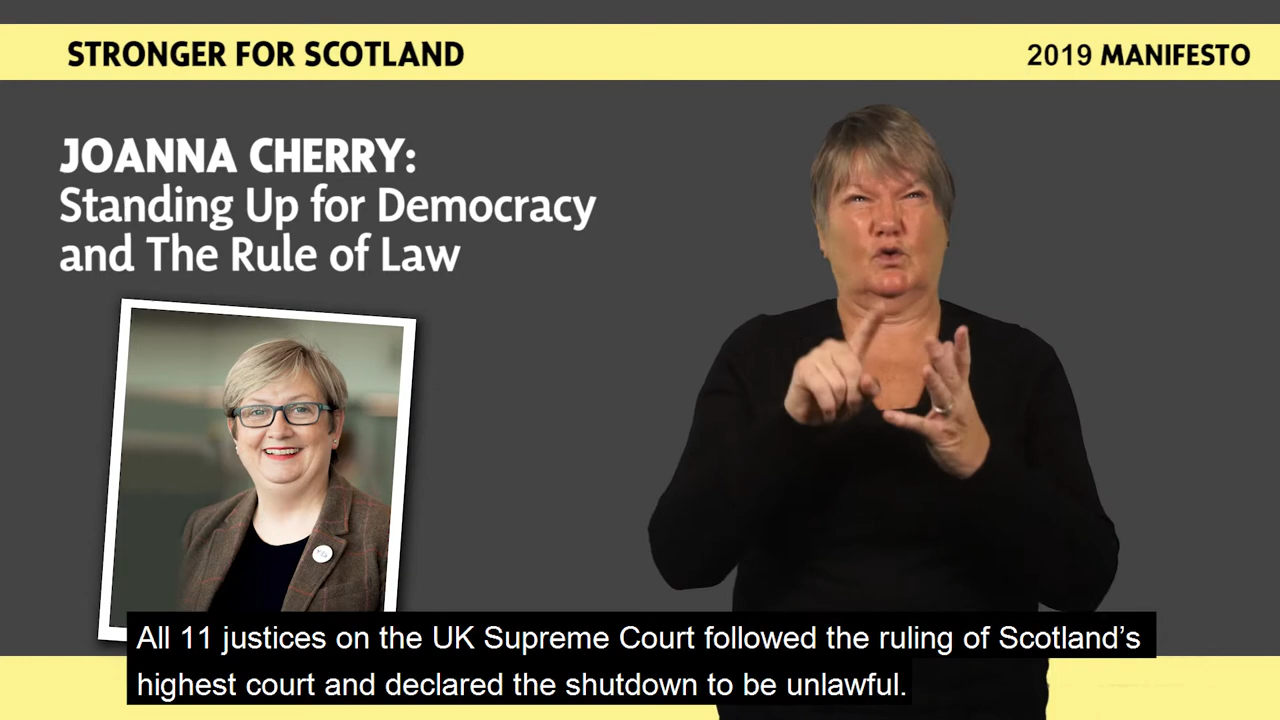 STRONGER FOR SCOTLAND
2019 MANIFESTO
JOANNA CHERRY:
Standing Up for Democracy
and The Rule of Law
All 11 justices on the UK Supreme Court followed the ruling of Scotland's
highest court and declared the shutdown to be unlawful.